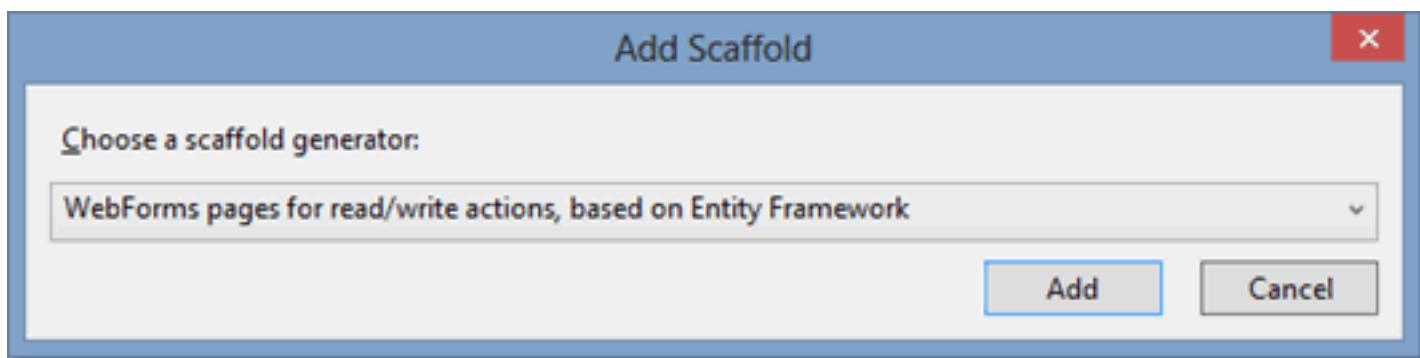 Add Scaffold
Choose a scaffold generator:
WebForms pages for read/write actions, based on Entity Framework
Add Cancel